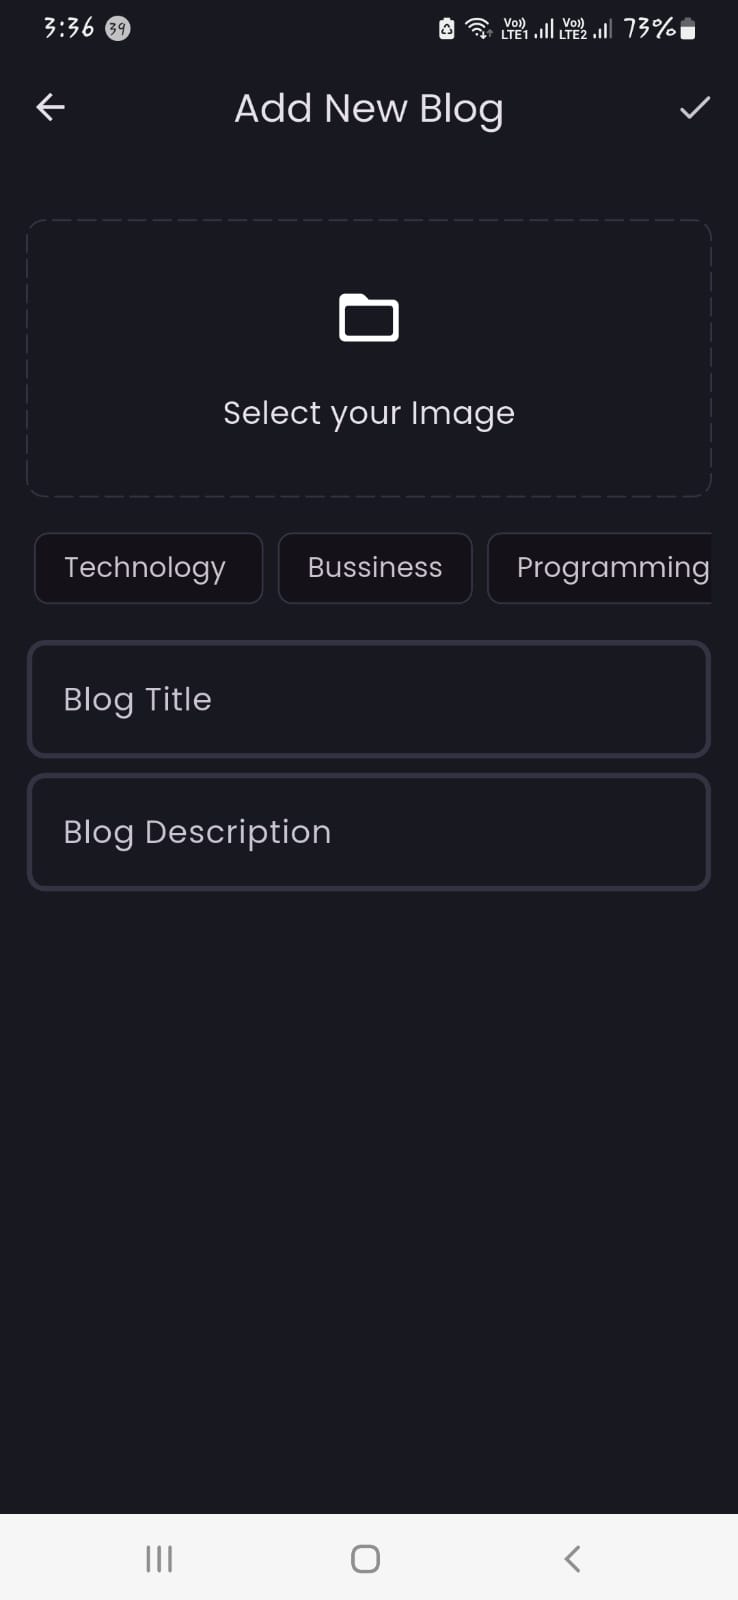 3:36 39 Vo)) LTE1 Vo)) LTE2 73%
Add New Blog
Select your Image
Technology Bussiness Programming
Blog Title
Blog Description